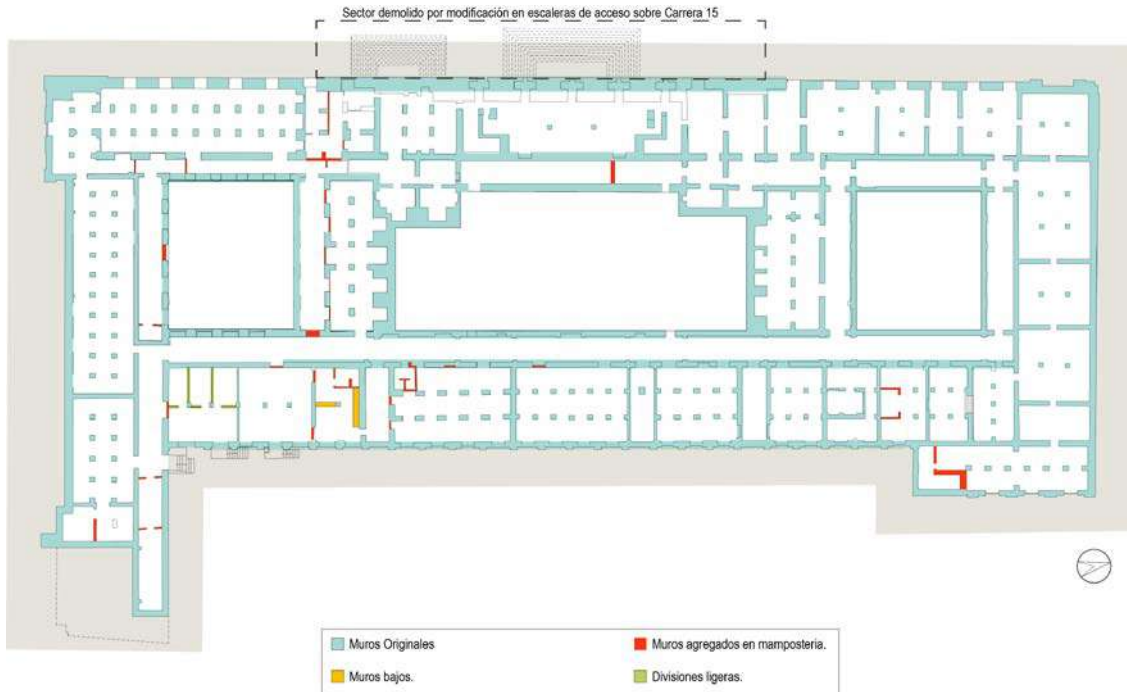 Sector demolido por modificación en escaleras de acceso sobre Carrera 15
Muros Originales
Muros agregados en mamposteria.
Muros bajos.
Divisiones ligeras.